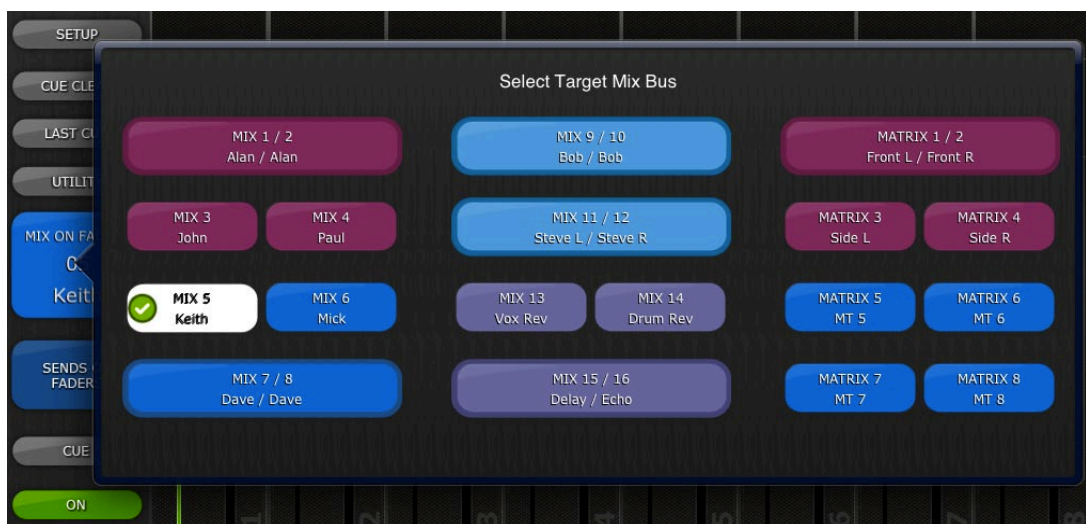 SETUP
CUE CLE
LAST CU
UTILIT
MIX ON FA
Keith
SENDS
FADER
CUE
ON
Select Target Mix Bus
MIX 1 / 2
Alan / Alan
MIX 9 / 10
Bob / Bob
MATRIX 1 / 2
Front L / Front R
MIX 3
John
MIX 4
Paul
MIX 11 / 12
Steve L / Steve R
MATRIX 3
Side L
MATRIX 4
Side R
MIX 5
Keith
MIX 6
Mick
MIX 13
Vox Rev
MIX 14
Drum Rev
MATRIX 5
MT 5
MATRIX 6
MT 6
MIX 7 / 8
Dave / Dave
MIX 15 / 16
Delay / Echo
MATRIX 7
MT 7
MATRIX 8
MT 8